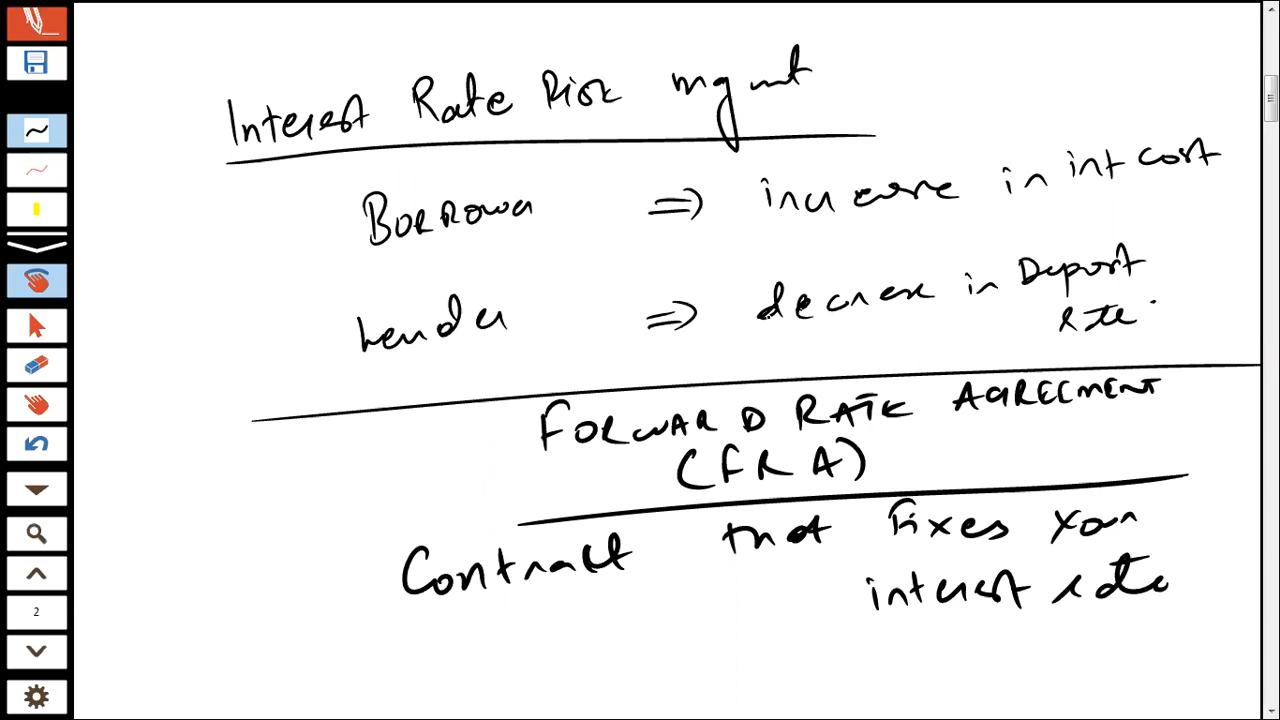 Interest Rate Risk mgmt
Borrower ⇒ increase in int cost
Lender ⇒ decrease in Deposit
rate.
FORWARD RATE AGREEMENT
(FRA)
Contract that Fixes your
interest rate
2